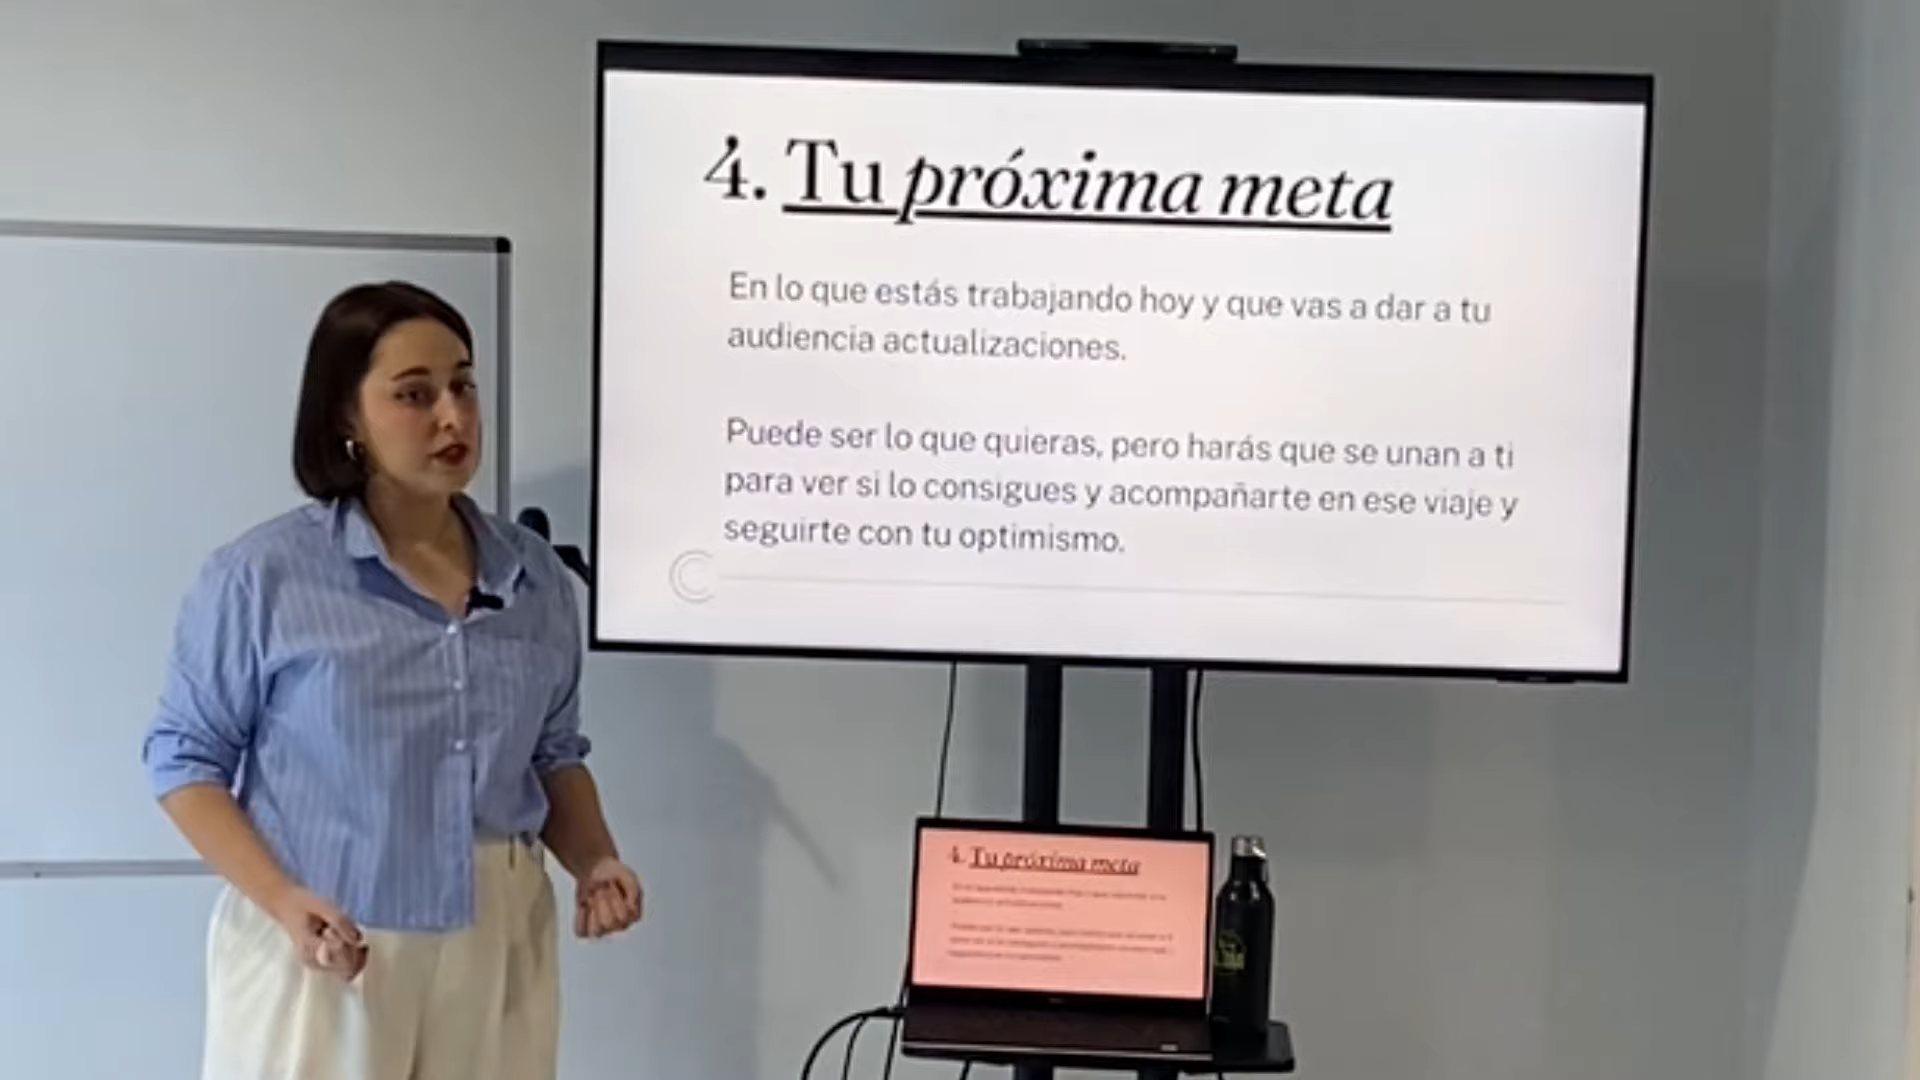 4. Tu próxima meta
En lo que estás trabajando hoy y que vas a dar a tu
audiencia actualizaciones.
Puede ser lo que quieras, pero harás que se unan a ti
para ver si lo consigues y acompañarte en ese viaje y
seguirte con tu optimismo.
4. Tu próxima meta